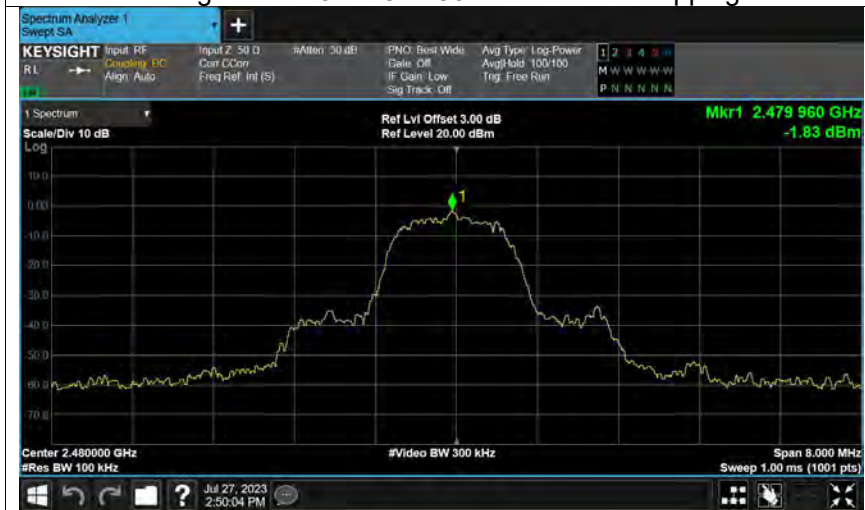 Spectrum Analyzer 1
Swept SA
+
KEYSIGHT Input: RF Input Z: 50 Ω #Atten: 30 dB PNO: Best Wide Avg Type: Log-Power 1 2 3 4 5 6
RL Coupling: DC Corr CCorr Gate: Off Avg|Hold: 100/100 M W W W W W
Align: Auto Freq Ref: Int (S) IF Gain: Low Trig: Free Run
Sig Track: Off P N N N N N
1 Spectrum Ref Lvl Offset 3.00 dB Mkr1 2.479 960 GHz
Scale/Div 10 dB Ref Level 20.00 dBm -1.83 dBm
Log
10.0
1
0.00
-10.0
-20.0
-30.0
-40.0
-50.0
-60.0
-70.0
Center 2.480000 GHz #Video BW 300 kHz Span 8.000 MHz
#Res BW 100 kHz Sweep 1.00 ms (1001 pts)
? Jul 27, 2023
2:50:04 PM